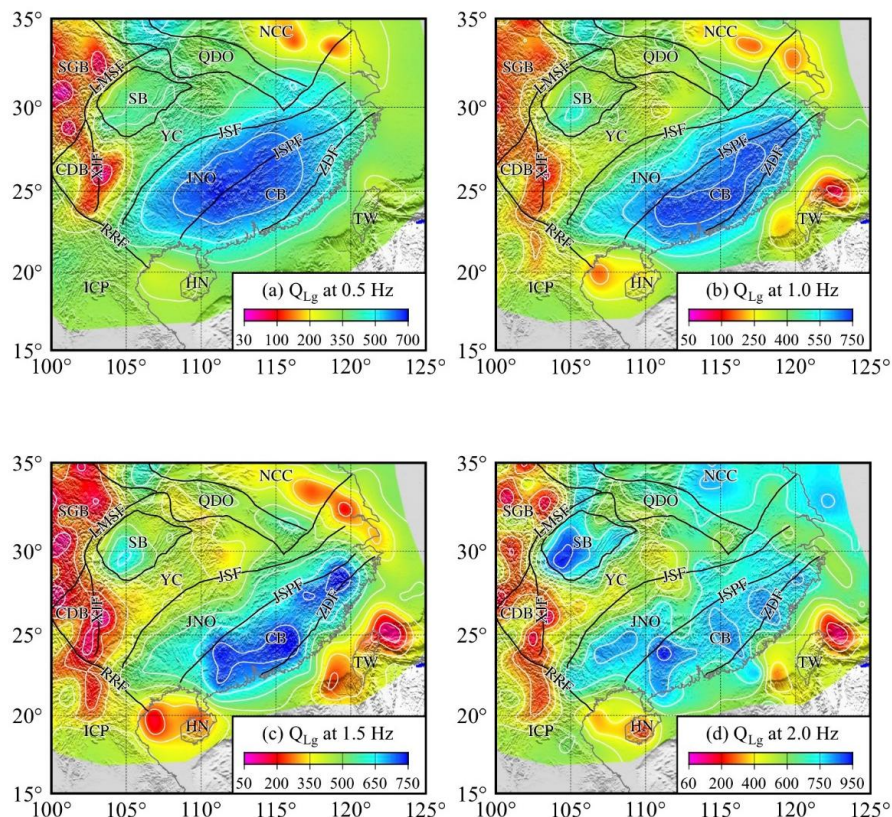 35°
30°
25°
20°
15°
100° 105° 110° 115° 120° 125°
NCC
QDO
SGB
LMSF
SB
YC
JSF
JSPF
ZDF
CDB
XJF
JNO
CB
RRF
TW
ICP
HN
(a) Q_Lg at 0.5 Hz
30 100 200 350 500 700
35°
30°
25°
20°
15°
100° 105° 110° 115° 120° 125°
NCC
QDO
SGB
LMSF
SB
YC
JSF
JSPF
ZDF
CDB
XJF
JNO
CB
RRF
TW
ICP
HN
(b) Q_Lg at 1.0 Hz
50 100 250 400 550 750
35°
30°
25°
20°
15°
100° 105° 110° 115° 120° 125°
NCC
QDO
SGB
LMSF
SB
YC
JSF
JSPF
ZDF
CDB
XJF
JNO
CB
RRF
TW
ICP
HN
(c) Q_Lg at 1.5 Hz
50 200 350 450 550 750
35°
30°
25°
20°
15°
100° 105° 110° 115° 120° 125°
NCC
QDO
SGB
LMSF
SB
YC
JSF
JSPF
ZDF
CDB
XJF
JNO
CB
RRF
TW
ICP
HN
(d) Q_Lg at 2.0 Hz
60 200 400 600 750 950